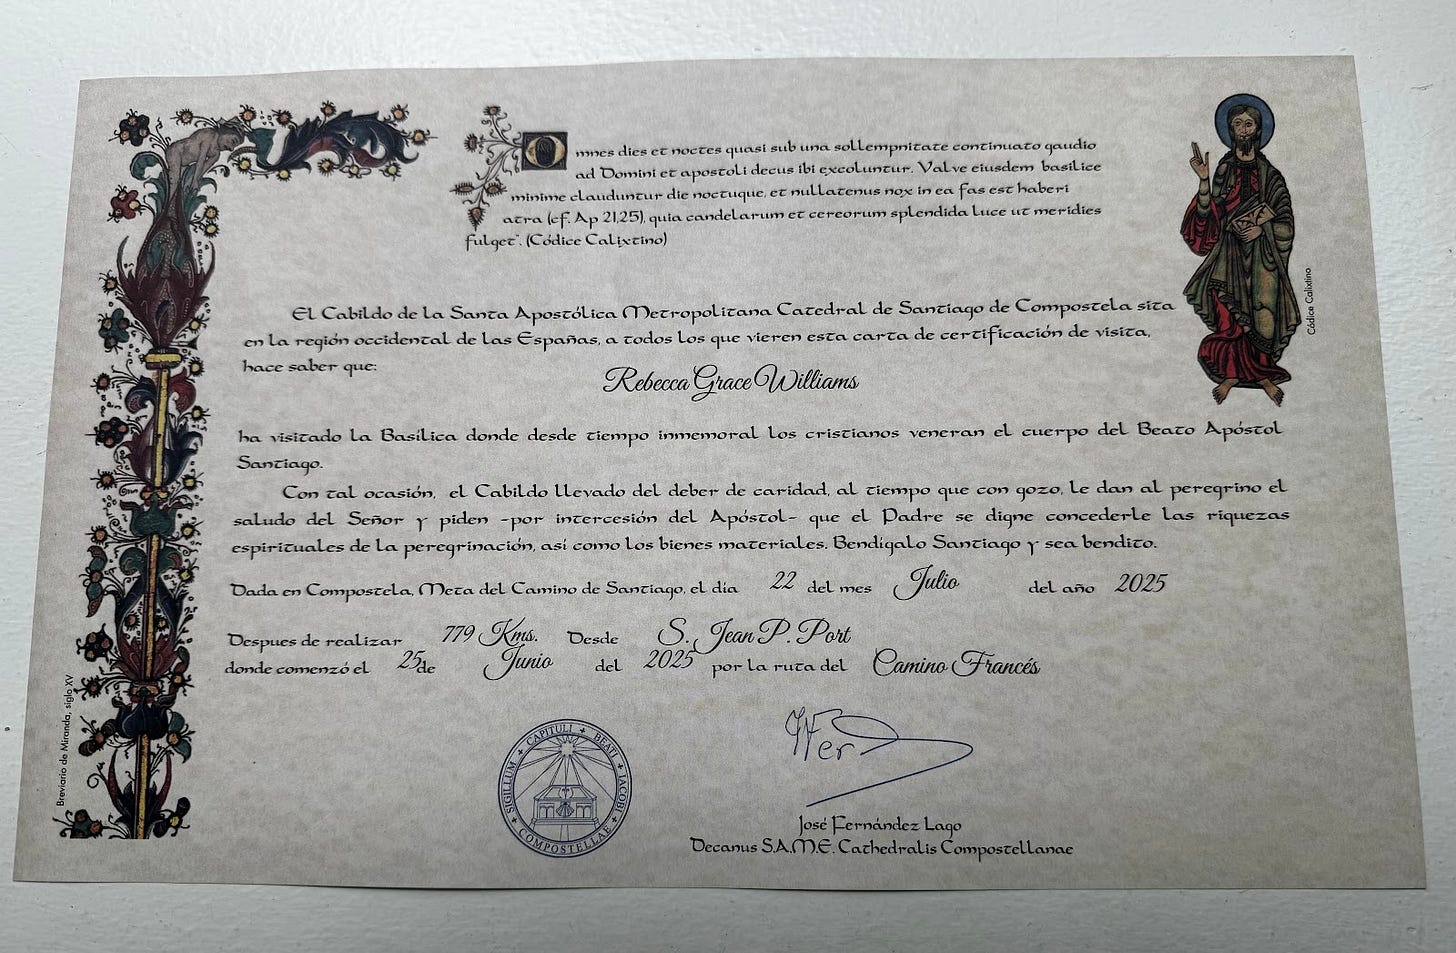 Omnes dies et noctes quasi sub una sollempnitate continuato gaudio
ad Domini et apostoli decus ibi excoluntur. Valve eiusdem basilice
minime clauduntur die noctuque, et nullatenus nox in ea fas est haberi
atra (cf. Ap 21,25), quia candelarum et cereorum splendida luce ut meridies
fulget". (Códice Calixtino)
Códice Calixtino
El Cabildo de la Santa Apostólica Metropolitana Catedral de Santiago de Compostela sita
en la región occidental de las Españas, a todos los que vieren esta carta de certificación de visita,
hace saber que:
Rebecca Grace Williams
ha visitado la Basílica donde desde tiempo inmemoral los cristianos veneran el cuerpo del Beato Apóstol
Santiago.
Con tal ocasión, el Cabildo llevado del deber de caridad, al tiempo que con gozo, le dan al peregrino el
saludo del Señor y piden -por intercesión del Apóstol- que el Padre se digne concederle las riquezas
espirituales de la peregrinación, así como los bienes materiales. Bendígalo Santiago y sea bendito.
Dada en Compostela, Meta del Camino de Santiago, el día 22 del mes Julio del año 2025
Despues de realizar 779 Kms. Desde S. Jean P. Port
donde comenzó el 25 de Junio del 2025 por la ruta del Camino Francés
Breviario de Miranda, siglo XV
SIGILLUM + CAPITULI + BEATI + IACOBI + COMPOSTELLAE +
José Fernández Lago
Decanus S.A.M.E. Cathedralis Compostellanae